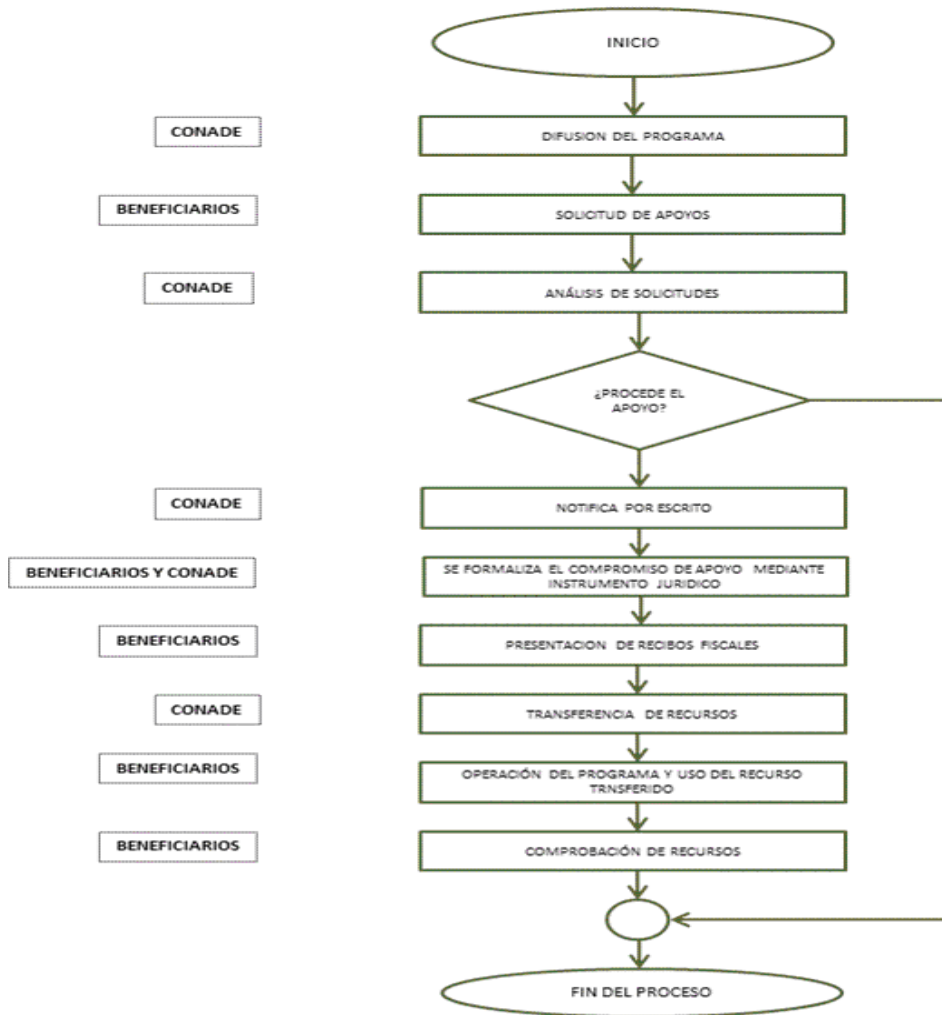 INICIO
CONADE
DIFUSION DEL PROGRAMA
BENEFICIARIOS
SOLICITUD DE APOYOS
CONADE
ANÁLISIS DE SOLICITUDES
¿PROCEDE EL
APOYO?
CONADE
NOTIFICA POR ESCRITO
BENEFICIARIOS Y CONADE
SE FORMALIZA EL COMPROMISO DE APOYO MEDIANTE
INSTRUMENTO JURIDICO
BENEFICIARIOS
PRESENTACION DE RECIBOS FISCALES
CONADE
TRANSFERENCIA DE RECURSOS
BENEFICIARIOS
OPERACIÓN DEL PROGRAMA Y USO DEL RECURSO
TRNSFERIDO
BENEFICIARIOS
COMPROBACIÓN DE RECURSOS
FIN DEL PROCESO